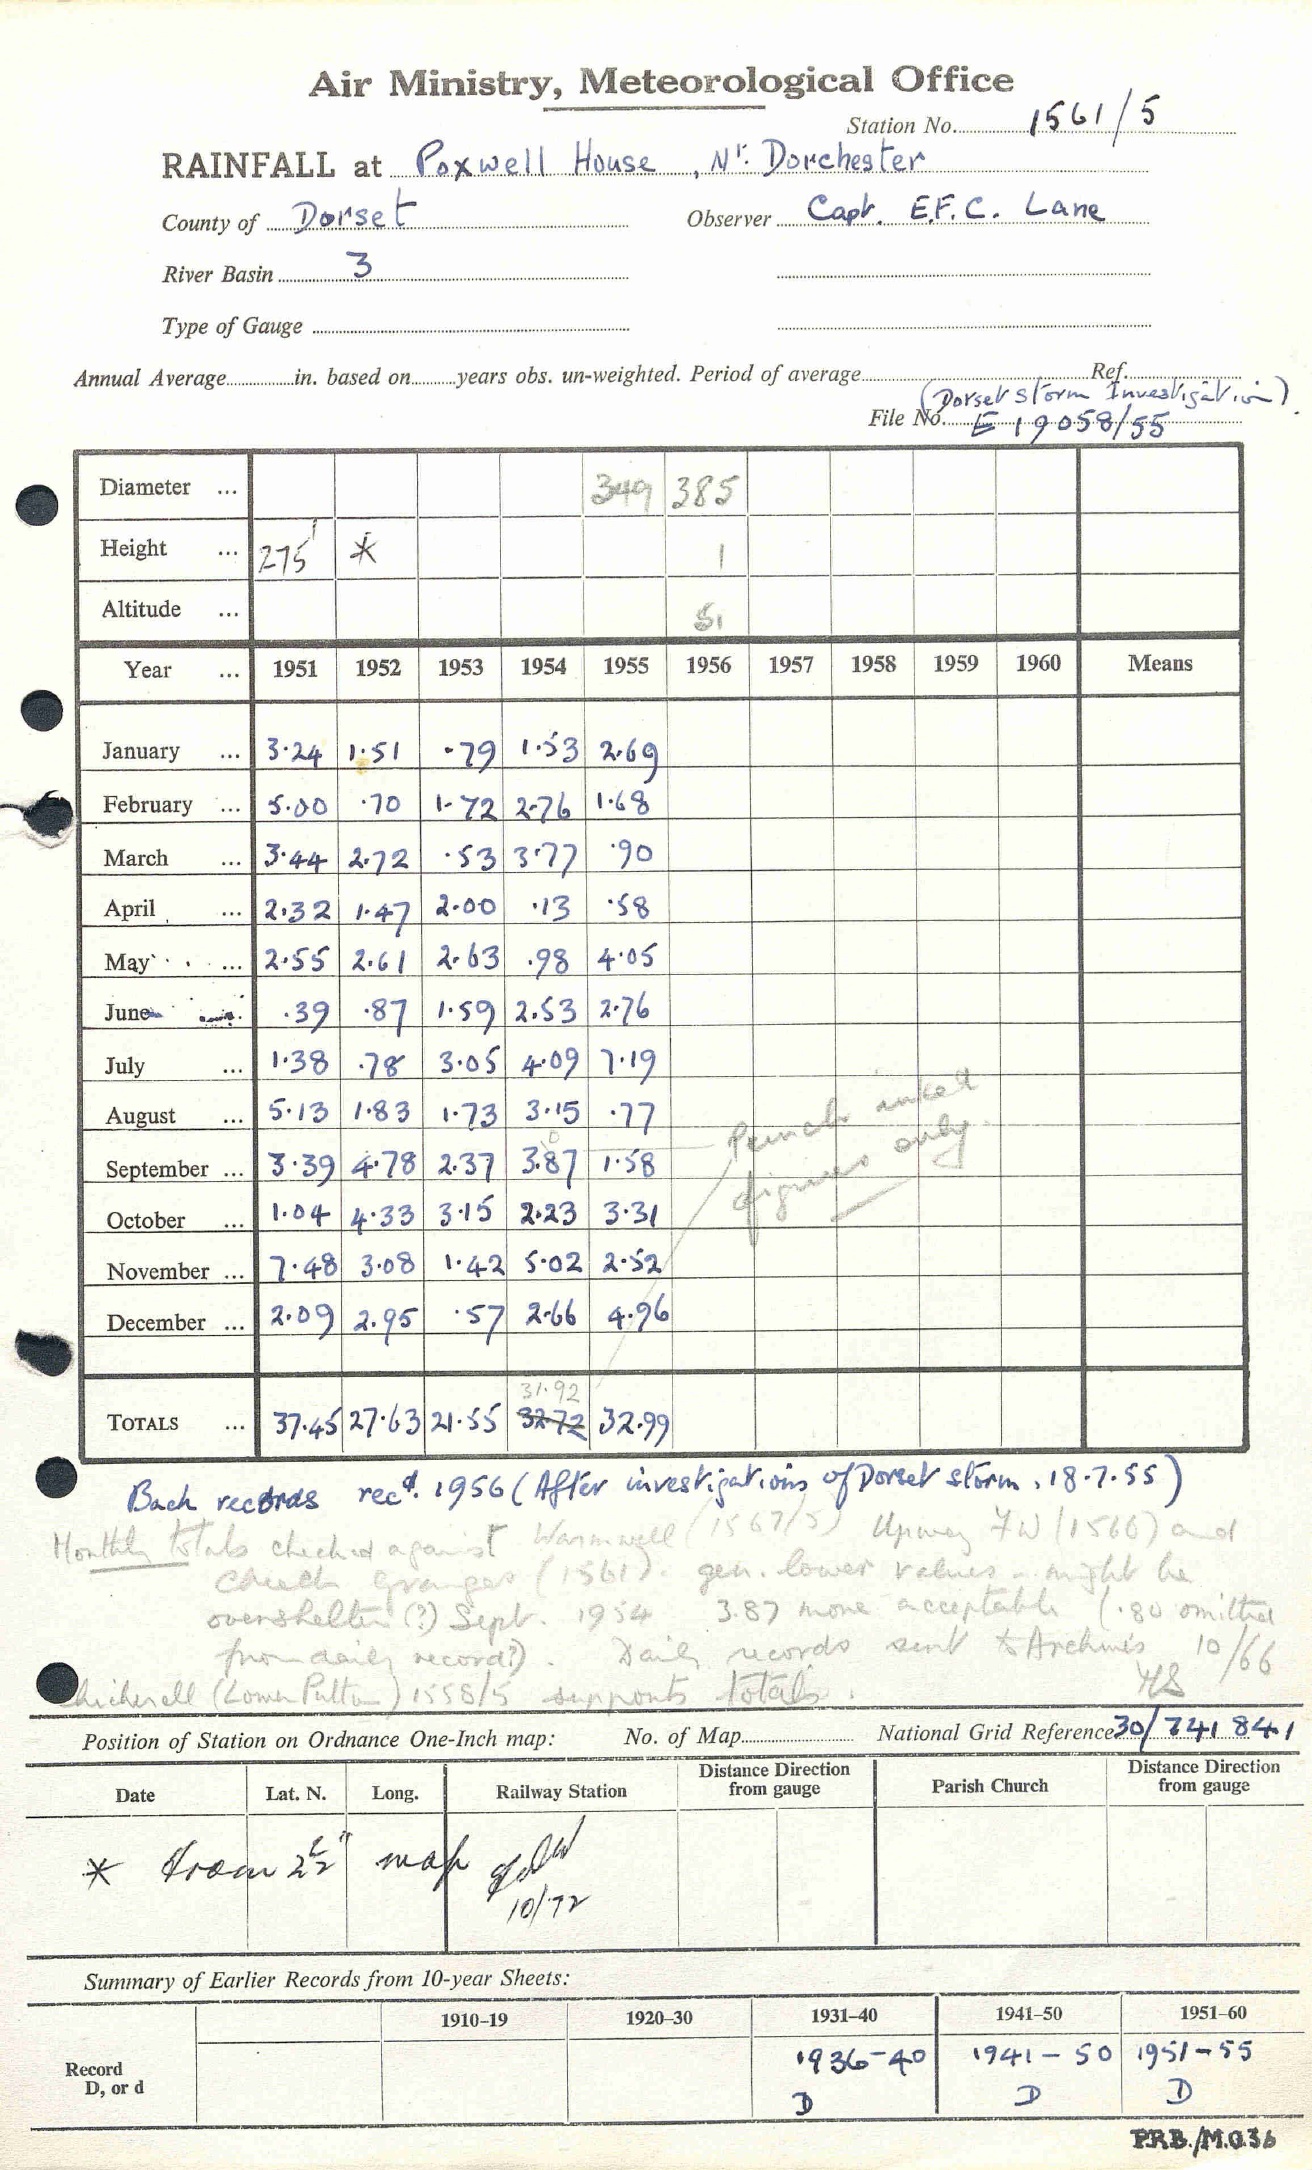 Air Ministry, Meteorological Office
Station No. 1561/5
RAINFALL at Poxwell House, Nr. Dorchester
County of Dorset Observer Capt. E.F.C. Lane
River Basin 3
Type of Gauge
Annual Average in. based on years obs. un-weighted. Period of average Ref.
(Dorset storm Investigation).
File No. E 19058/55
Diameter ... 349 385
Height ... 275' * 1
Altitude ...
Year ... 1951 1952 1953 1954 1955 1956 1957 1958 1959 1960 Means
January ... 3.24 1.51 .79 1.53 2.69
February ... 5.00 .70 1.72 2.76 1.68
March ... 3.44 2.72 .53 3.77 .90
April ... 2.32 1.47 2.00 .13 .58
May ... 2.55 2.61 2.63 .98 4.05
June ... .39 .87 1.59 2.53 2.76
July ... 1.38 .78 3.05 4.09 7.19
August ... 5.13 1.83 1.73 3.15 .77
Punch inked
September ... 3.39 4.78 2.37 3.87 1.58
figures only.
October ... 1.04 4.33 3.15 2.23 3.31
November ... 7.48 3.08 1.42 5.02 2.52
December ... 2.09 2.95 .57 2.66 4.96
31.92
TOTALS ... 37.45 27.63 21.55 32.72 32.99
Back records recd. 1956 (After investigations of Dorset storm, 18.7.55)
Monthly totals checked against Warmwell (1567/5) Upwey PW (1566) and
Creech Grange (1561). gen. lower values - might be
overshelter (?) Sept. 1954 3.87 more acceptable (.80 omitted
from daily record?). Daily records sent to Archives 10/66
Chickerell (Lower Putton) 1558/5 supports totals.
Position of Station on Ordnance One-Inch map: No. of Map National Grid Reference 30/741 841
Date Lat. N. Long. Railway Station Distance Direction from gauge Parish Church Distance Direction from gauge
* from 2½" map
10/72
Summary of Earlier Records from 10-year Sheets:
1910–19 1920–30 1931–40 1941–50 1951–60
Record D, or d 1936-40 1941-50 1951-55
D D D
P.R.B./M.O.36